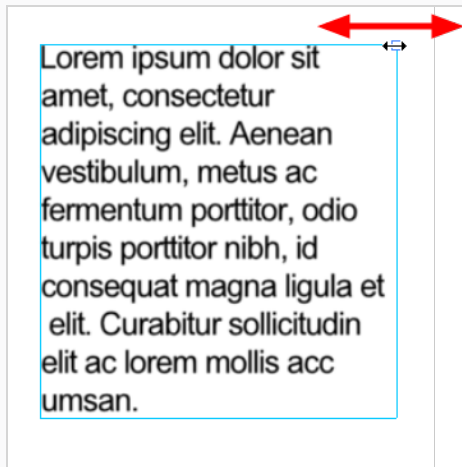 Lorem ipsum dolor sit
amet, consectetur
adipiscing elit. Aenean
vestibulum, metus ac
fermentum porttitor, odio
turpis porttitor nibh, id
consequat magna ligula et
elit. Curabitur sollicitudin
elit ac lorem mollis acc
umsan.